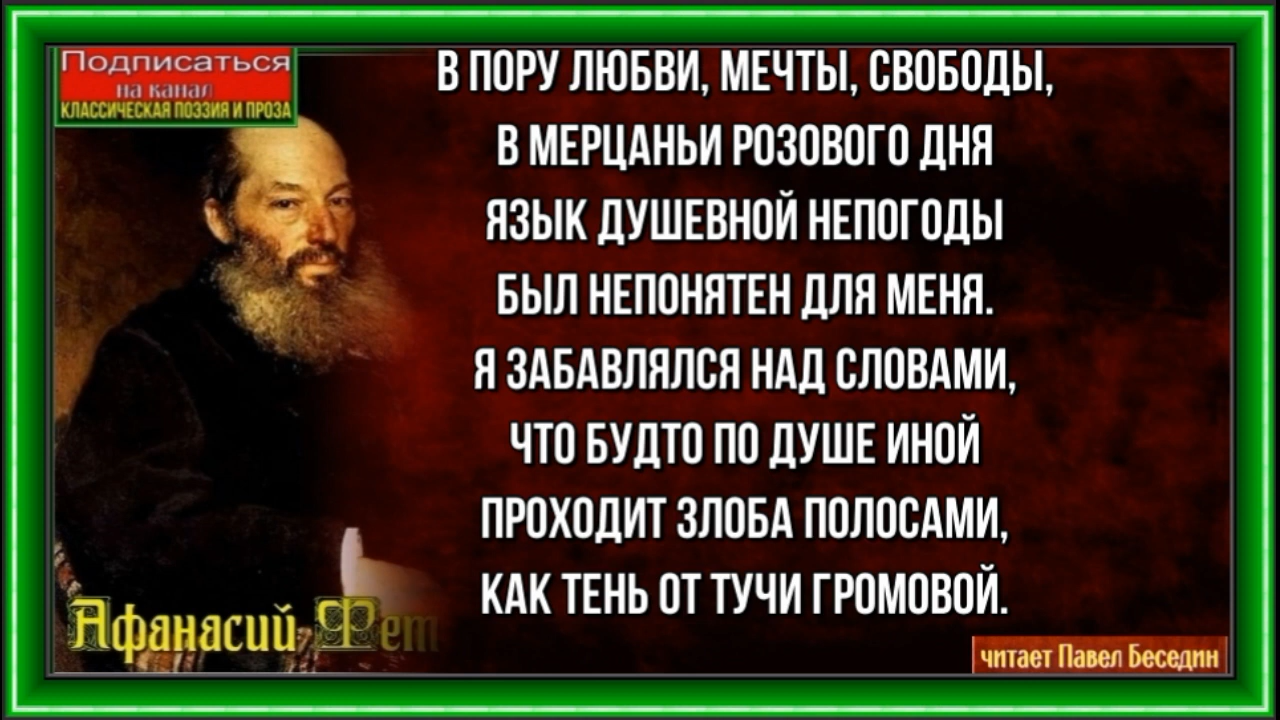 Подписаться
на канал
КЛАССИЧЕСКАЯ ПОЭЗИЯ И ПРОЗА
В ПОРУ ЛЮБВИ, МЕЧТЫ, СВОБОДЫ,
В МЕРЦАНЬИ РОЗОВОГО ДНЯ
ЯЗЫК ДУШЕВНОЙ НЕПОГОДЫ
БЫЛ НЕПОНЯТЕН ДЛЯ МЕНЯ.
Я ЗАБАВЛЯЛСЯ НАД СЛОВАМИ,
ЧТО БУДТО ПО ДУШЕ ИНОЙ
ПРОХОДИТ ЗЛОБА ПОЛОСАМИ,
КАК ТЕНЬ ОТ ТУЧИ ГРОМОВОЙ.
Афанасий Фет
читает Павел Беседин